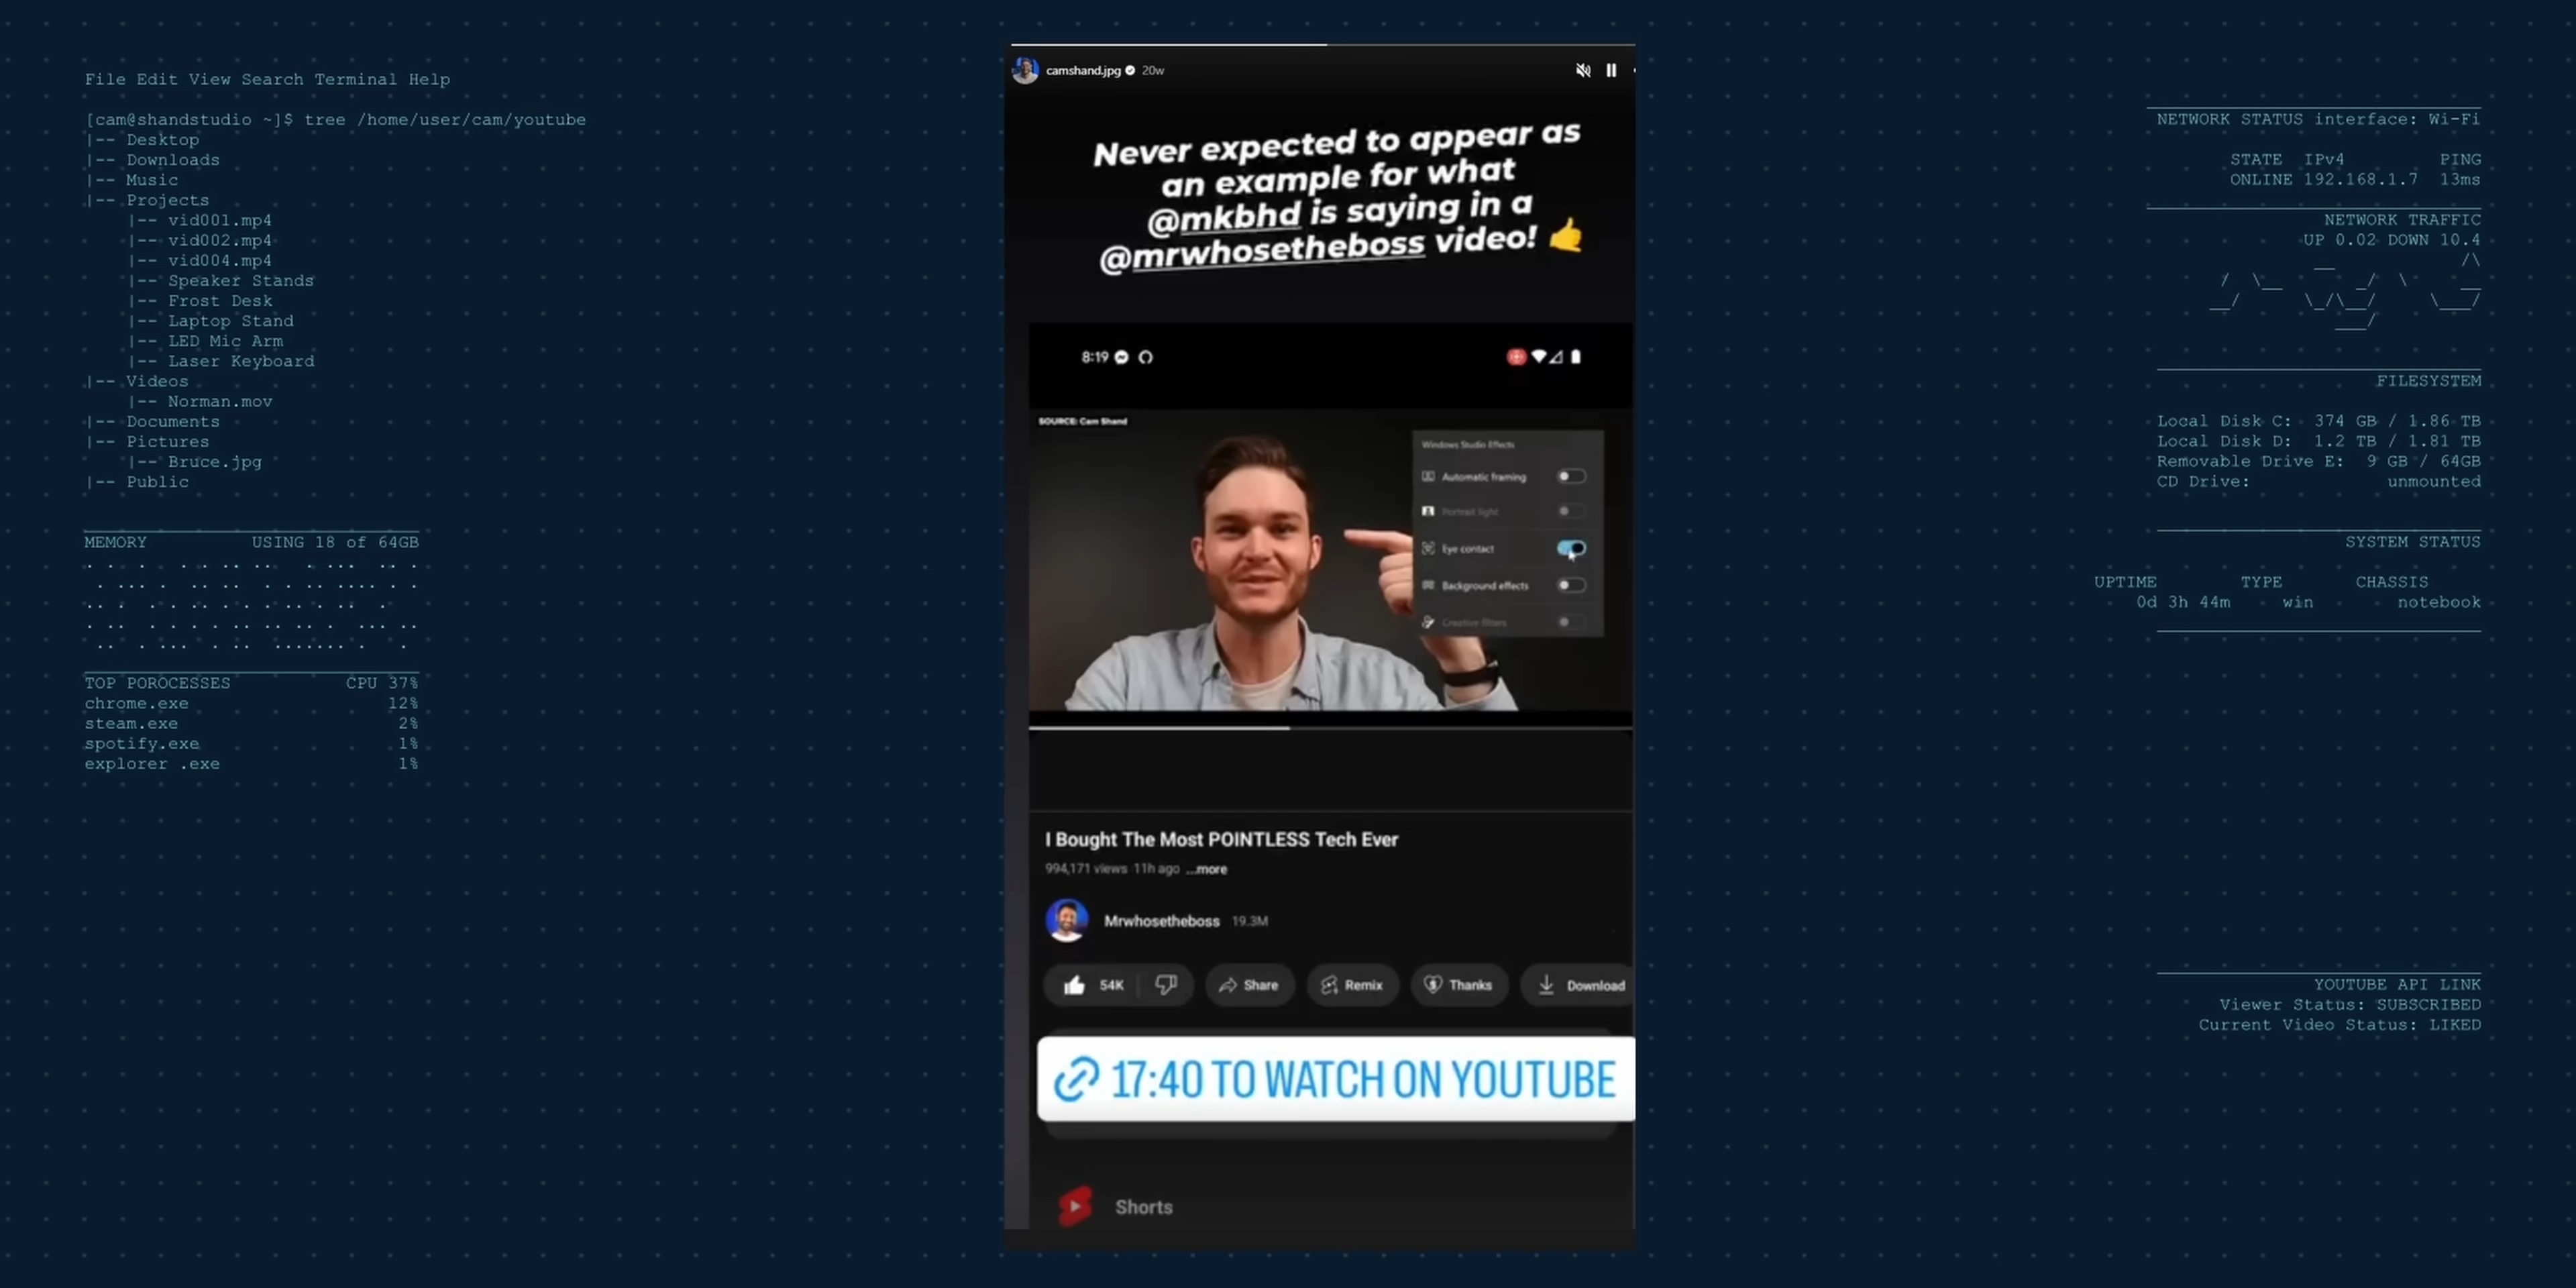 File Edit View Search Terminal Help
[cam@shandstudio ~]$ tree /home/user/cam/youtube
|-- Desktop
|-- Downloads
|-- Music
|-- Projects
|-- vid001.mp4
|-- vid002.mp4
|-- vid004.mp4
|-- Speaker Stands
|-- Frost Desk
|-- Laptop Stand
|-- LED Mic Arm
|-- Laser Keyboard
|-- Videos
|-- Norman.mov
|-- Documents
|-- Pictures
|-- Bruce.jpg
|-- Public
MEMORY USING 18 of 64GB
TOP POROCESSES CPU 37%
chrome.exe 12%
steam.exe 2%
spotify.exe 1%
explorer .exe 1%
camshand.jpg 20w
Never expected to appear as
an example for what
@mkbhd is saying in a
@mrwhosetheboss video! 🤙
8:19
SOURCE: Cam Shand
Windows Studio Effects
Automatic framing
Portrait light
Eye contact
Background effects
Creative filters
I Bought The Most POINTLESS Tech Ever
994,171 views 11h ago ...more
Mrwhosetheboss 19.3M
54K Share Remix Thanks Download
17:40 TO WATCH ON YOUTUBE
Shorts
NETWORK STATUS interface: Wi-Fi
STATE IPv4 PING
ONLINE 192.168.1.7 13ms
NETWORK TRAFFIC
UP 0.02 DOWN 10.4
FILESYSTEM
Local Disk C: 374 GB / 1.86 TB
Local Disk D: 1.2 TB / 1.81 TB
Removable Drive E: 9 GB / 64GB
CD Drive: unmounted
SYSTEM STATUS
UPTIME TYPE CHASSIS
0d 3h 44m win notebook
YOUTUBE API LINK
Viewer Status: SUBSCRIBED
Current Video Status: LIKED